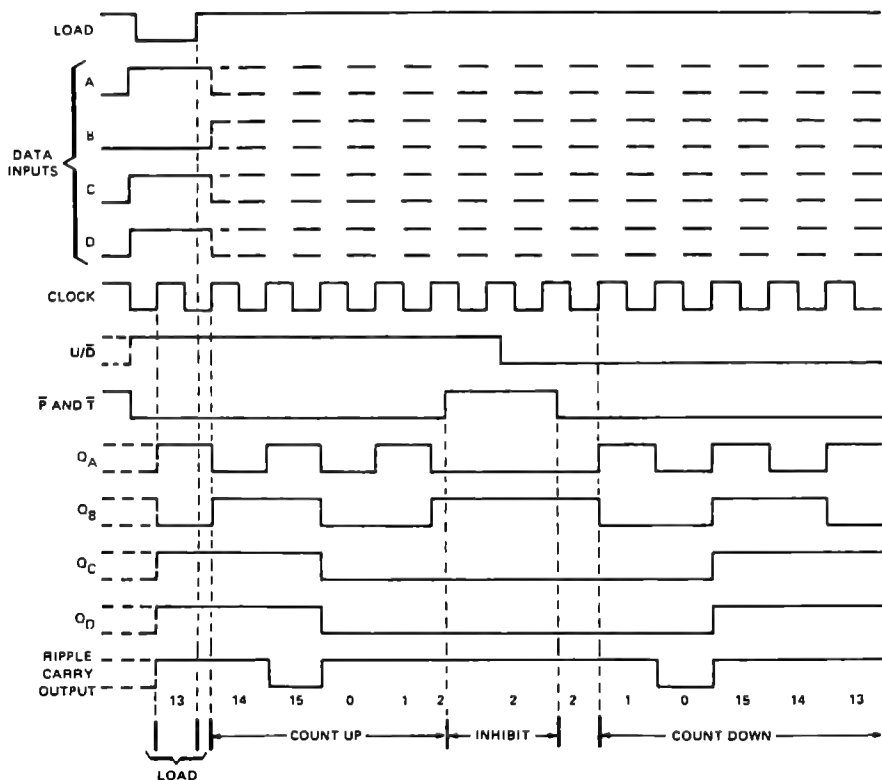 LOAD
A
B
DATA
INPUTS
C
D
CLOCK
U/D̅
P̅ AND T̅
QA
QB
QC
QD
RIPPLE
CARRY
OUTPUT
13 14 15 0 1 2 2 2 1 0 15 14 13
COUNT UP INHIBIT COUNT DOWN
LOAD